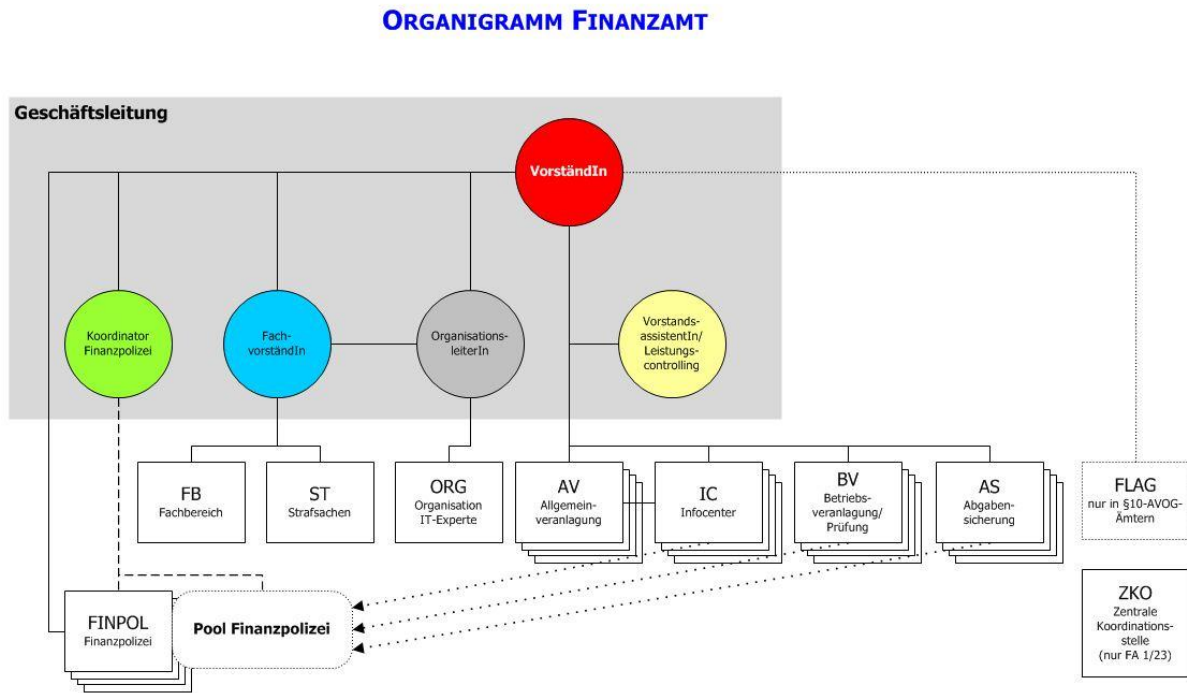 ORGANIGRAMM FINANZAMT
Geschäftsleitung
VorständIn
Koordinator
Finanzpolizei
Fach-
vorständIn
Organisations-
leiterIn
Vorstands-
assistentIn/
Leistungs-
controlling
FB
Fachbereich
ST
Strafsachen
ORG
Organisation
IT-Experte
AV
Allgemein-
veranlagung
IC
Infocenter
BV
Betriebs-
veranlagung/
Prüfung
AS
Abgaben-
sicherung
FLAG
nur in §10-AVOG-
Ämtern
FINPOL
Finanzpolizei
Pool Finanzpolizei
ZKO
Zentrale
Koordinations-
stelle
(nur FA 1/23)